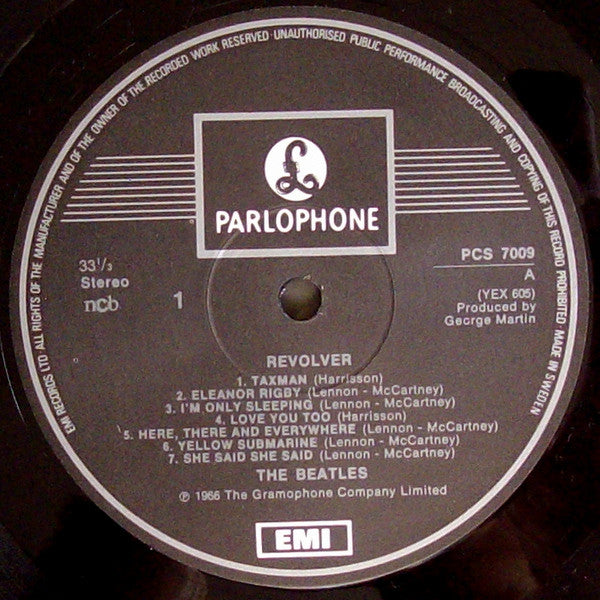 EMI RECORDS LTD·ALL RIGHTS OF THE MANUFACTURER AND OF THE OWNER OF THE RECORDED WORK RESERVED·UNAUTHORISED PUBLIC PERFORMANCE BROADCASTING AND COPYING OF THIS RECORD PROHIBITED·MADE IN SWEDEN
£
PARLOPHONE
33 1/3
Stereo
ncb
1
PCS 7009
A
(YEX 605)
Produced by
George Martin
REVOLVER
1. TAXMAN (Harrisson)
2. ELEANOR RIGBY (Lennon - McCartney)
3. I'M ONLY SLEEPING (Lennon - McCartney)
4. LOVE YOU TOO (Harrisson)
5. HERE, THERE AND EVERYWHERE (Lennon - McCartney)
6. YELLOW SUBMARINE (Lennon - McCartney)
7. SHE SAID SHE SAID (Lennon - McCartney)
THE BEATLES
℗ 1966 The Gramophone Company Limited
EMI